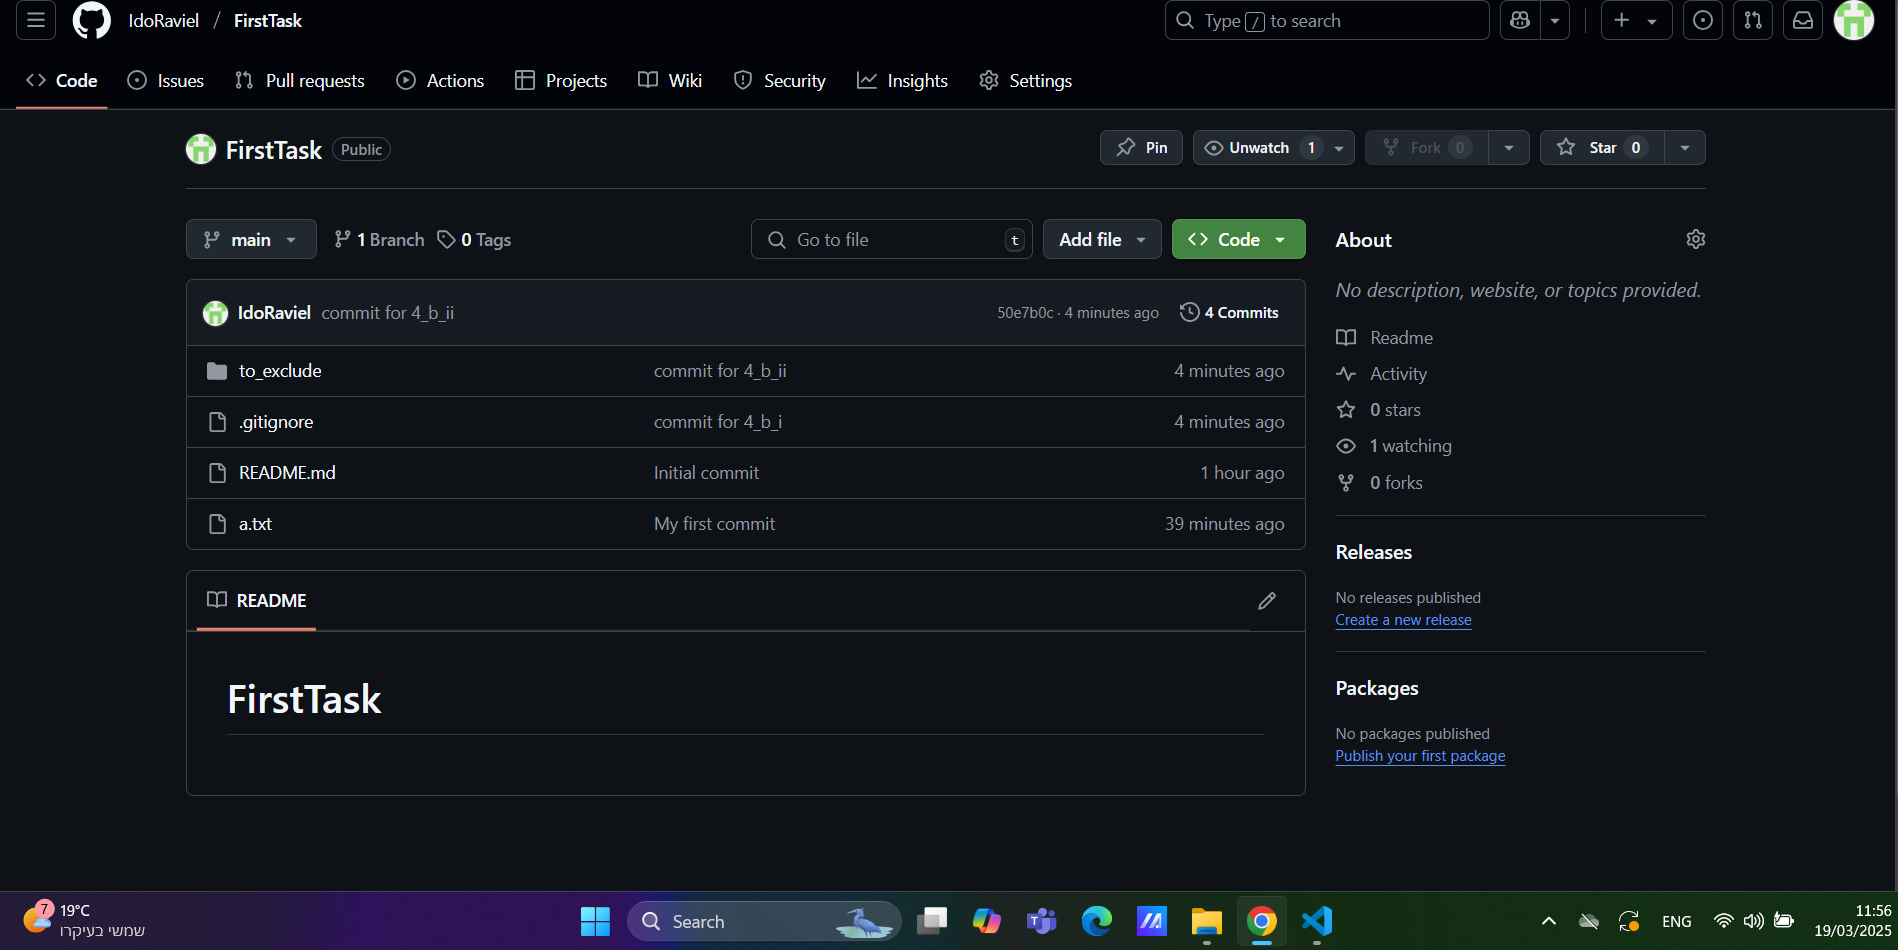 IdoRaviel / FirstTask
Type / to search
Code Issues Pull requests Actions Projects Wiki Security Insights Settings
FirstTask Public
Pin Unwatch 1 Fork 0 Star 0
main 1 Branch 0 Tags Go to file t Add file Code
IdoRaviel commit for 4_b_ii 50e7b0c · 4 minutes ago 4 Commits
to_exclude commit for 4_b_ii 4 minutes ago
.gitignore commit for 4_b_i 4 minutes ago
README.md Initial commit 1 hour ago
a.txt My first commit 39 minutes ago
README
FirstTask
About
No description, website, or topics provided.
Readme
Activity
0 stars
1 watching
0 forks
Releases
No releases published
Create a new release
Packages
No packages published
Publish your first package
7 19°C
שמשי בעיקרו
Search
ENG
11:56
19/03/2025